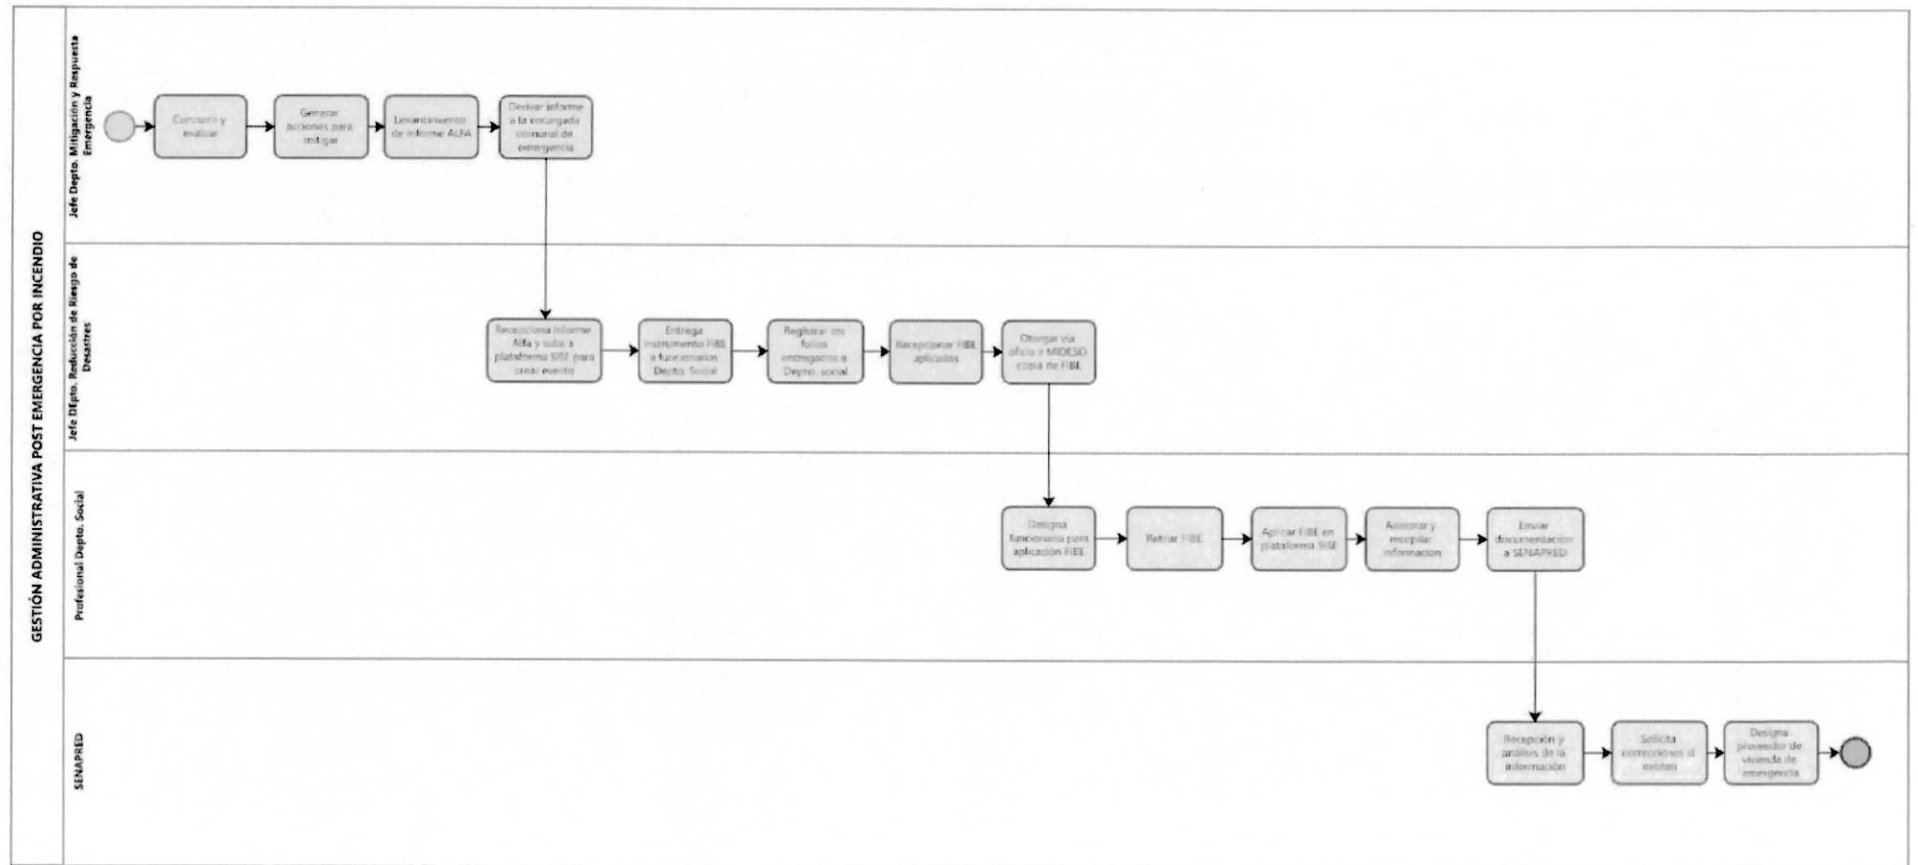 GESTIÓN ADMINISTRATIVA POST EMERGENCIA POR INCENDIO
Jefe Depto. Mitigación y Respuesta
Emergencia
Concurrir y
evaluar
Generar
acciones para
mitigar
Levantamiento
de informe ALFA
Derivar informe
a la encargada
comunal de
emergencia
Jefe DEpto. Reducción de Riesgo de
Desastres
Recepciona Informe
Alfa y sube a
plataforma SISE para
crear evento
Entrega
instrumento FIBE
a funcionarios
Depto. Social
Registrar los
folios
entregados a
Depto. social
Recepcionar FIBE
aplicados
Otorgar via
oficio a MIDESO
copia de FIBE
Profesional Depto. Social
Designa
funcionario para
aplicación FIBE
Retirar FIBE
Aplicar FIBE en
plataforma SISE
Asesorar y
recopilar
información
Enviar
documentación
a SENAPRED
SENAPRED
Recepción y
análisis de la
información
Solicita
correcciones si
existen
Designa
proveedor de
vivienda de
emergencia